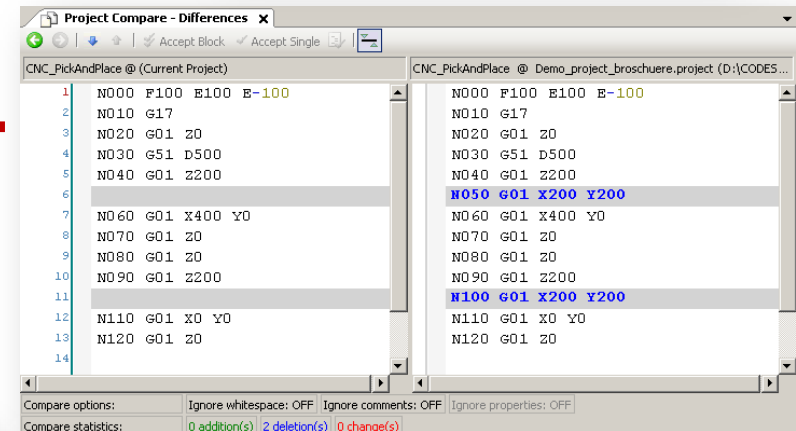 Project Compare - Differences X
Accept Block Accept Single
CNC_PickAndPlace @ (Current Project)
1 N000 F100 E100 E-100
2 N010 G17
3 N020 G01 Z0
4 N030 G51 D500
5 N040 G01 Z200
6
7 N060 G01 X400 Y0
8 N070 G01 Z0
9 N080 G01 Z0
10 N090 G01 Z200
11
12 N110 G01 X0 Y0
13 N120 G01 Z0
14
CNC_PickAndPlace @ Demo_project_broschuere.project (D:\CODES...
N000 F100 E100 E-100
N010 G17
N020 G01 Z0
N030 G51 D500
N040 G01 Z200
N050 G01 X200 Y200
N060 G01 X400 Y0
N070 G01 Z0
N080 G01 Z0
N090 G01 Z200
N100 G01 X200 Y200
N110 G01 X0 Y0
N120 G01 Z0
Compare options: Ignore whitespace: OFF Ignore comments: OFF Ignore properties: OFF
Compare statistics: 0 addition(s) 2 deletion(s) 0 change(s)